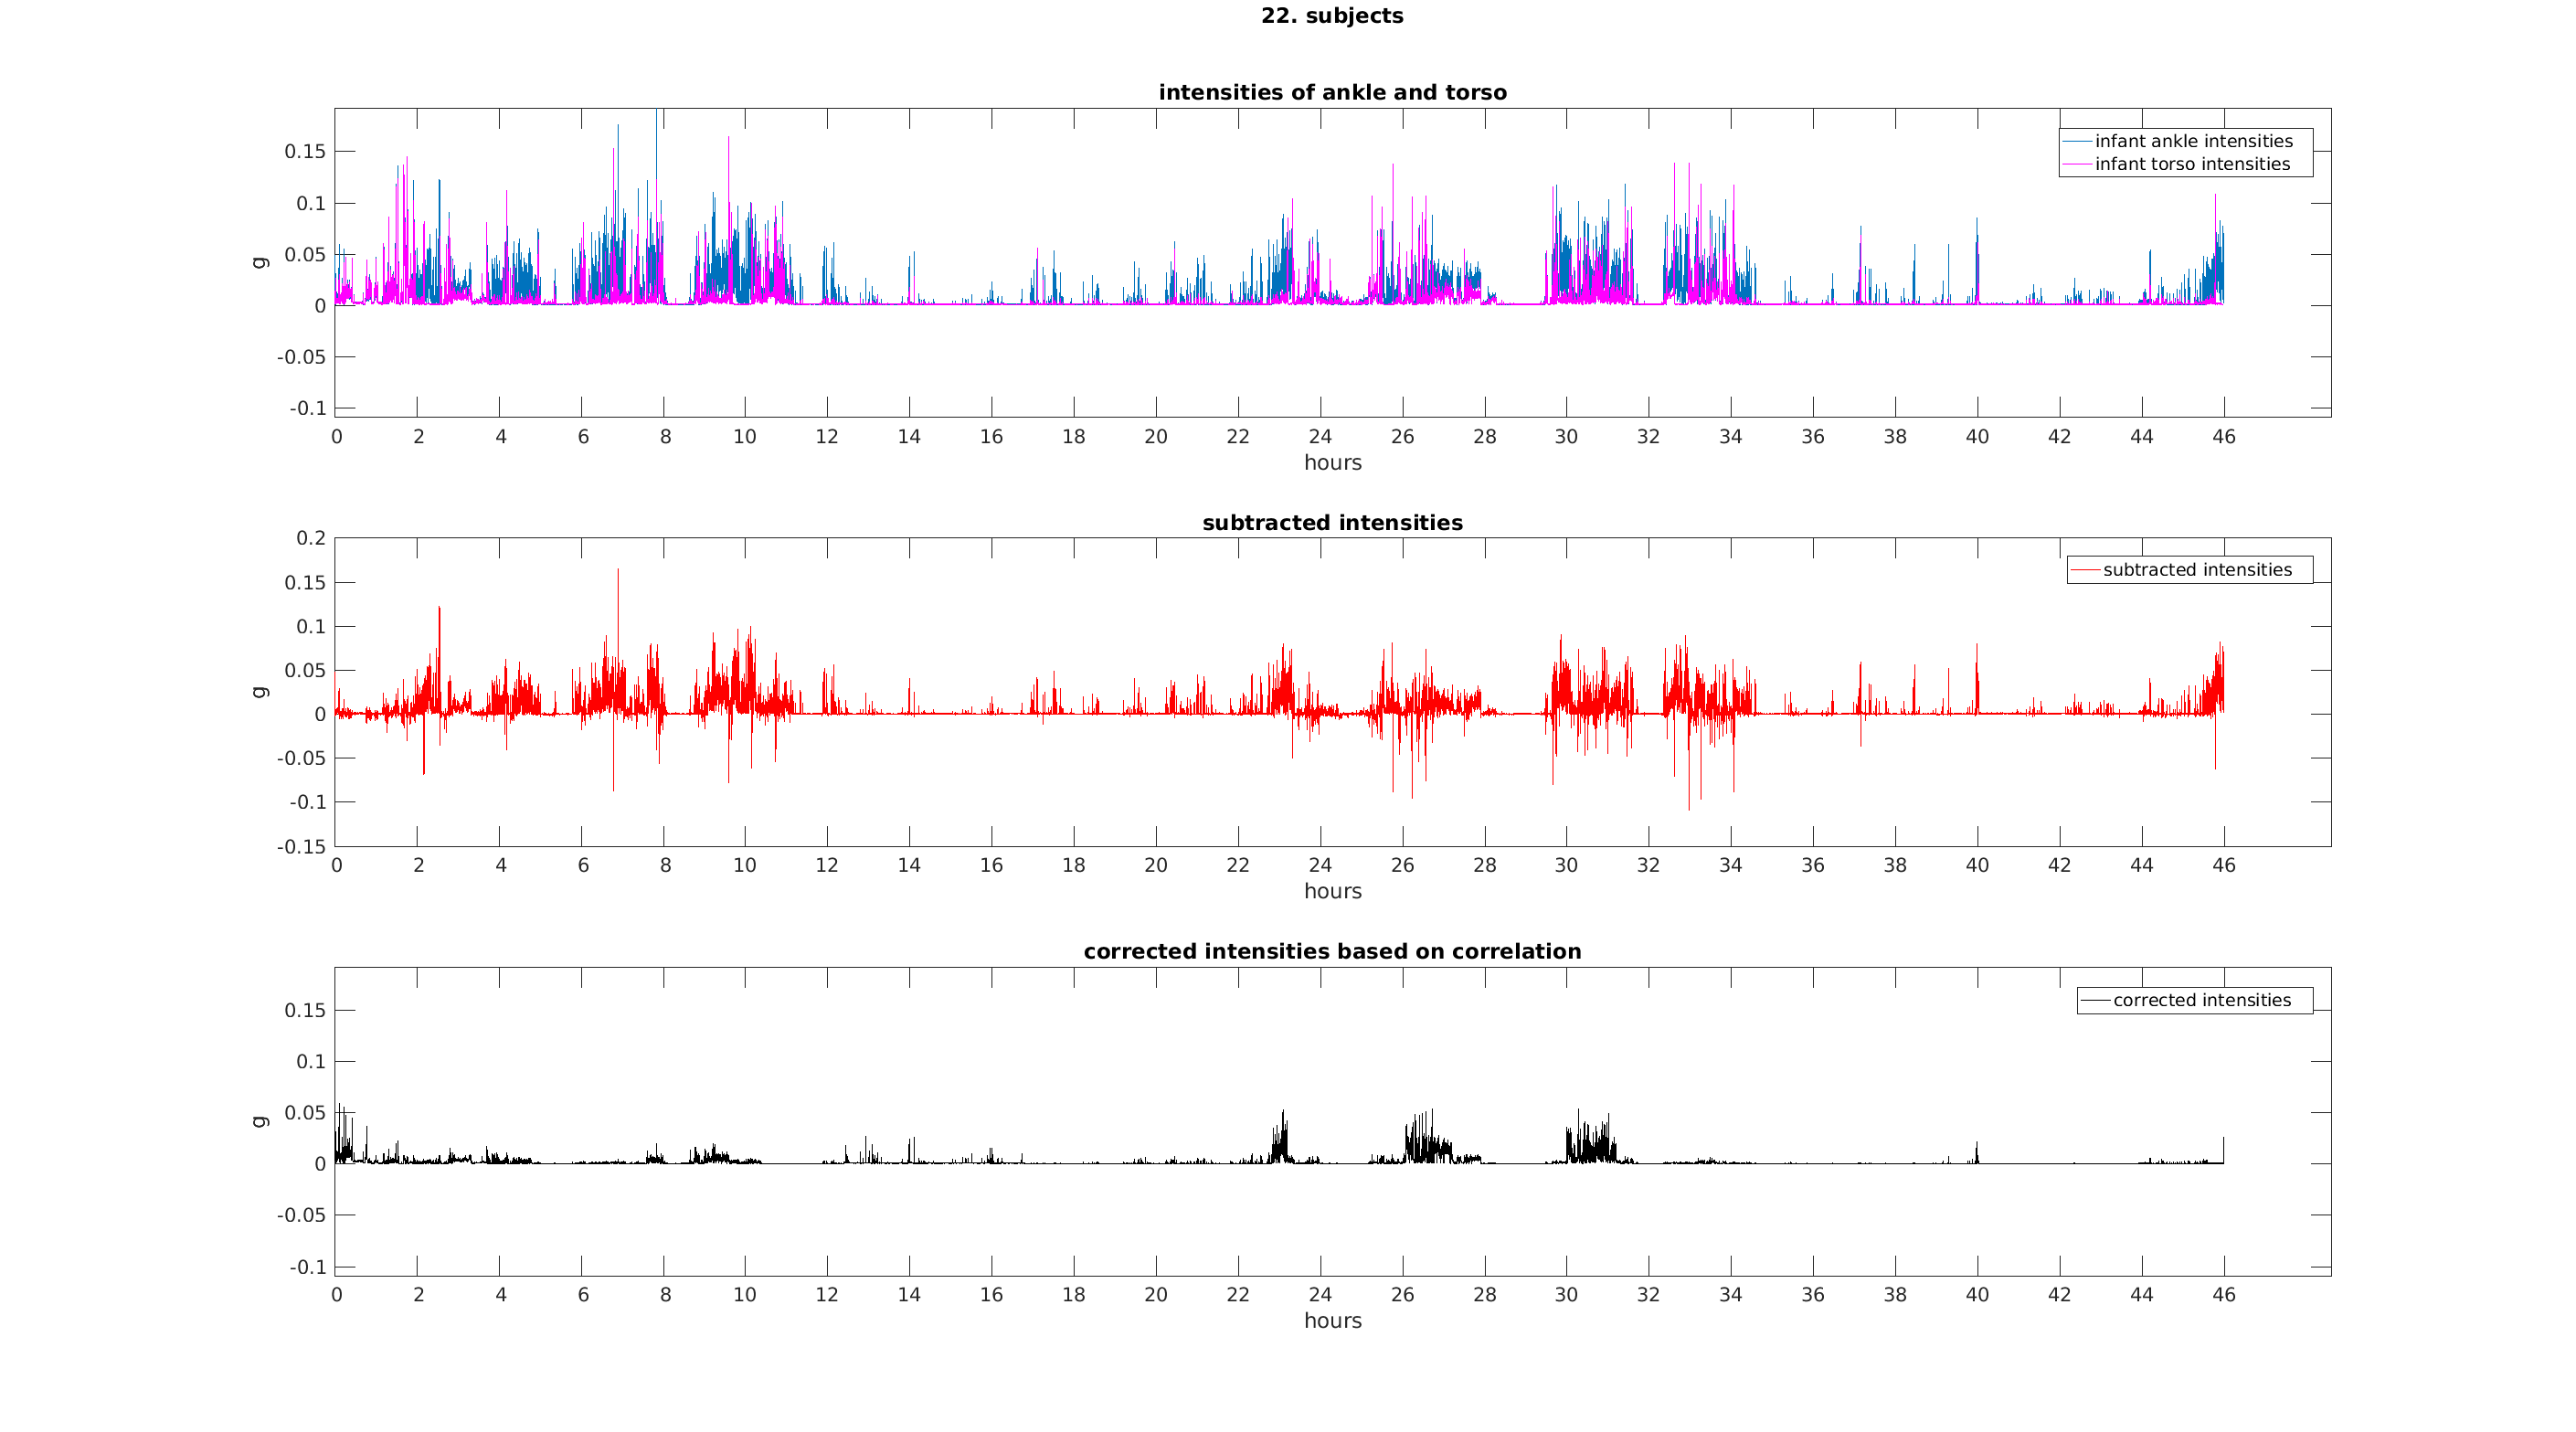 22. subjects
intensities of ankle and torso
infant ankle intensities
infant torso intensities
0.15
0.1
0.05
0
-0.05
-0.1
g
0 2 4 6 8 10 12 14 16 18 20 22 24 26 28 30 32 34 36 38 40 42 44 46
hours
subtracted intensities
subtracted intensities
0.2
0.15
0.1
0.05
0
-0.05
-0.1
-0.15
g
0 2 4 6 8 10 12 14 16 18 20 22 24 26 28 30 32 34 36 38 40 42 44 46
hours
corrected intensities based on correlation
corrected intensities
0.15
0.1
0.05
0
-0.05
-0.1
g
0 2 4 6 8 10 12 14 16 18 20 22 24 26 28 30 32 34 36 38 40 42 44 46
hours